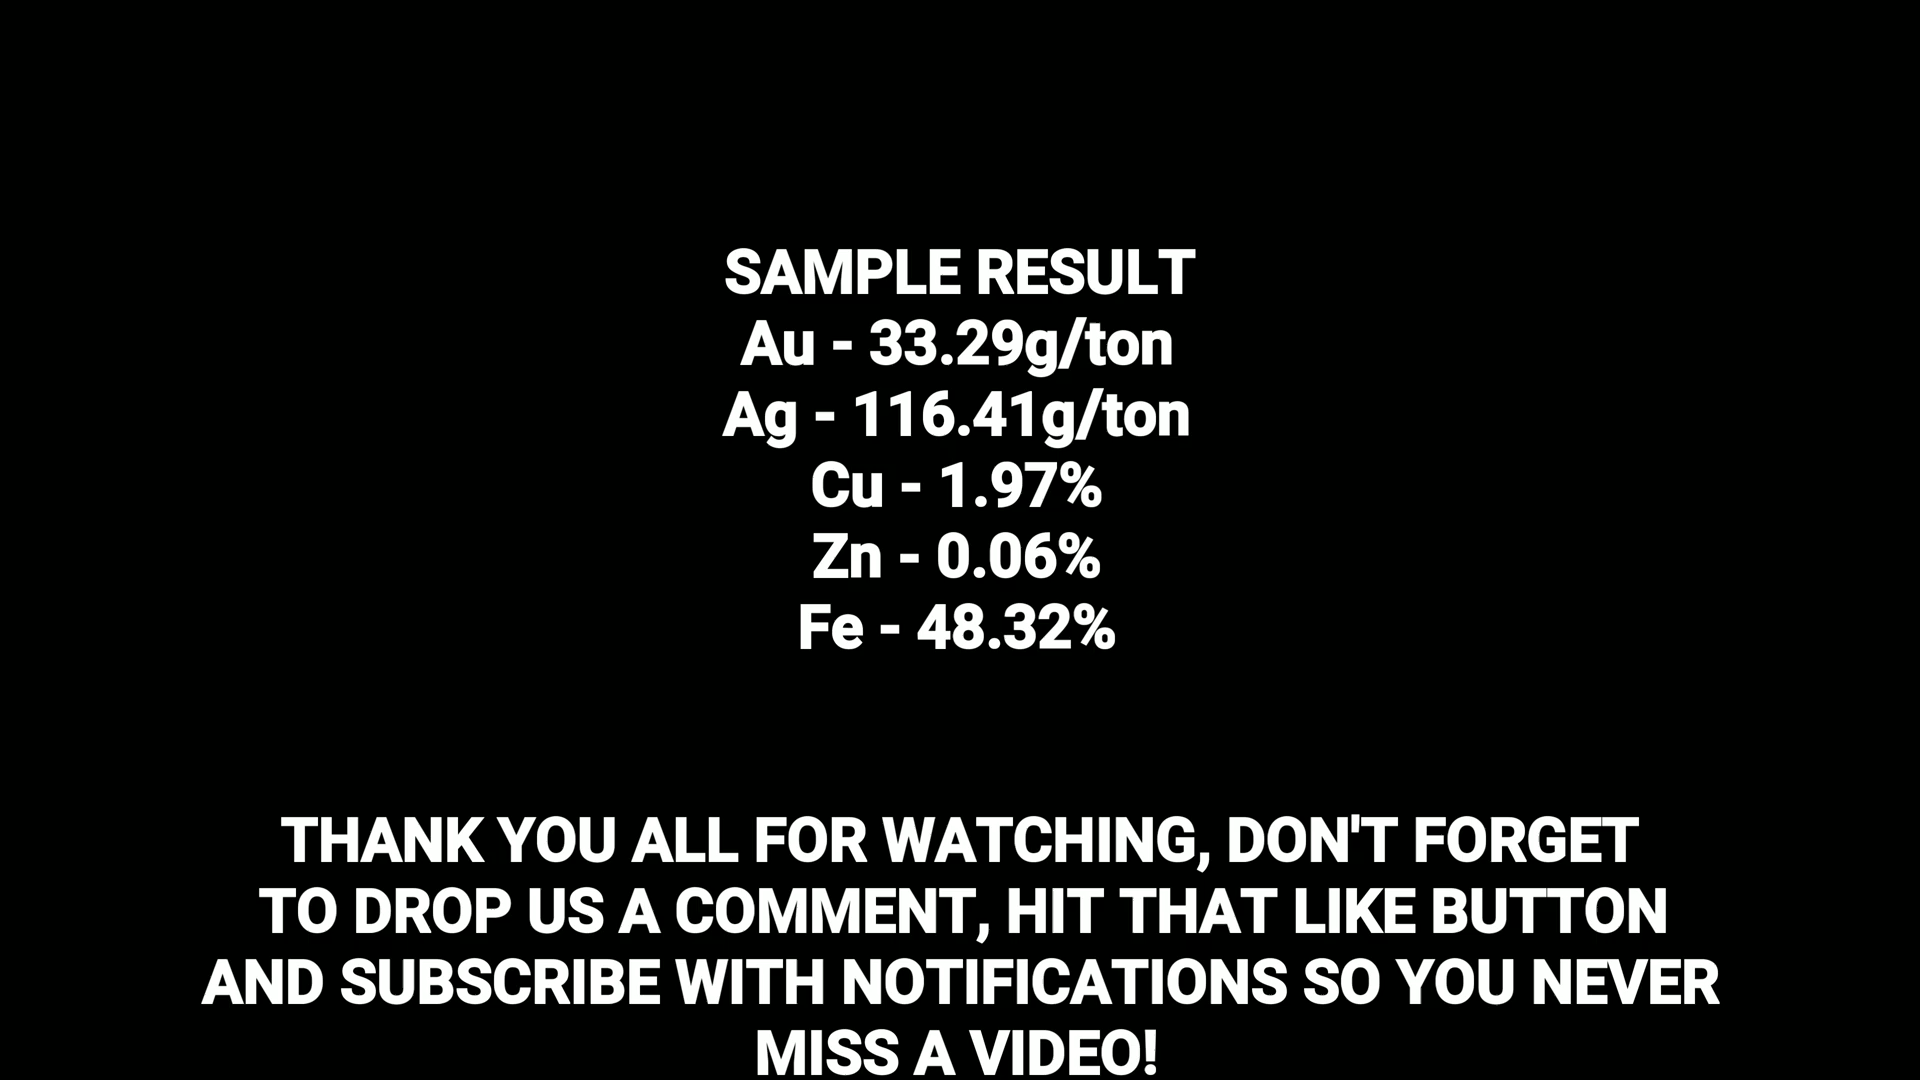 SAMPLE RESULT
Au - 33.29g/ton
Ag - 116.41g/ton
Cu - 1.97%
Zn - 0.06%
Fe - 48.32%
THANK YOU ALL FOR WATCHING, DON'T FORGET
TO DROP US A COMMENT, HIT THAT LIKE BUTTON
AND SUBSCRIBE WITH NOTIFICATIONS SO YOU NEVER
MISS A VIDEO!